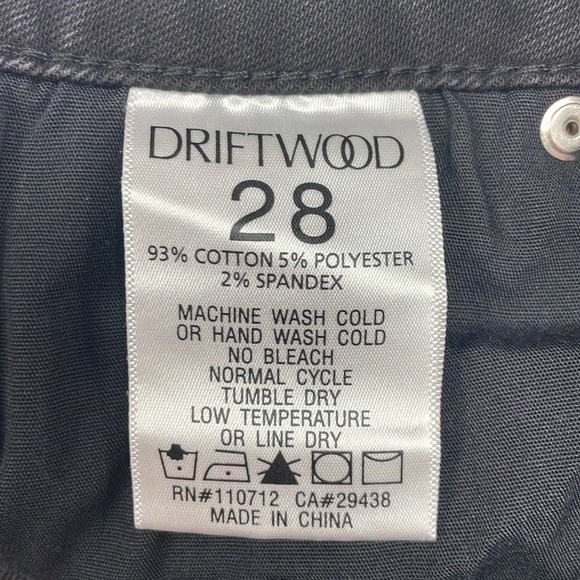 DRIFTWOOD
28
93% COTTON 5% POLYESTER
2% SPANDEX
MACHINE WASH COLD
OR HAND WASH COLD
NO BLEACH
NORMAL CYCLE
TUMBLE DRY
LOW TEMPERATURE
OR LINE DRY
RN#110712 CA#29438
MADE IN CHINA